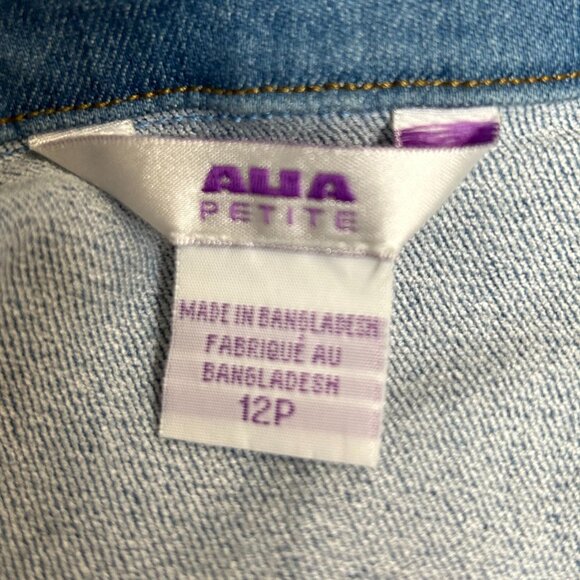 ALIA
PETITE
MADE IN BANGLADESH
FABRIQUÉ AU
BANGLADESH
12P